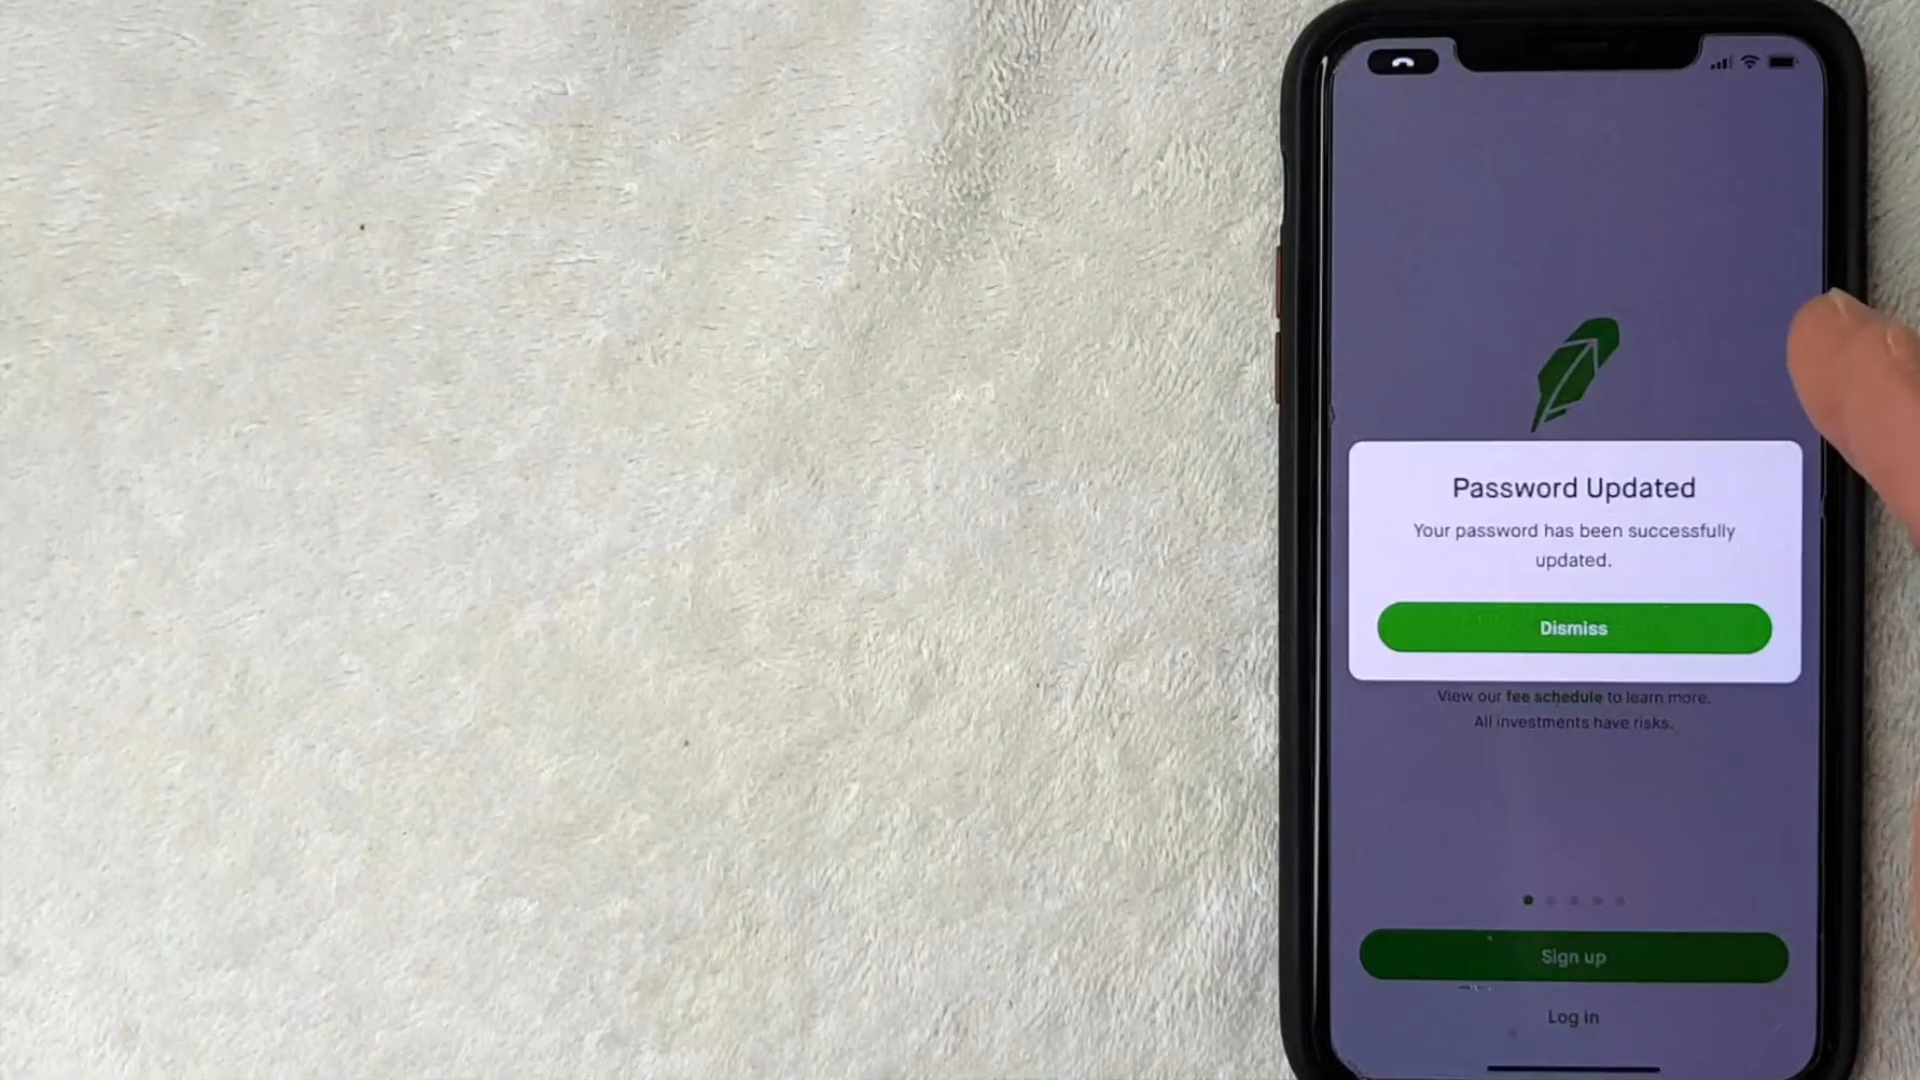 Password Updated
Your password has been successfully
updated.
Dismiss
View our fee schedule to learn more.
All investments have risks.
Sign up
Log in